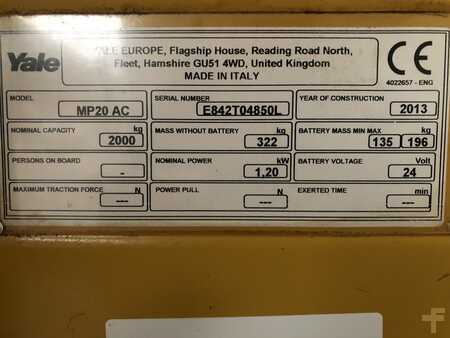 Yale
YALE EUROPE, Flagship House, Reading Road North,
Fleet, Hamshire GU51 4WD, United Kingdom
MADE IN ITALY
CE
4022657 - ENG
MODEL
MP20 AC
SERIAL NUMBER
E842T04850L
YEAR OF CONSTRUCTION
2013
NOMINAL CAPACITY kg
2000
MASS WITHOUT BATTERY kg
322
BATTERY MASS MIN MAX kg
135 196
PERSONS ON BOARD
-
NOMINAL POWER kW
1,20
BATTERY VOLTAGE Volt
24
MAXIMUM TRACTION FORCE N
---
POWER PULL N
---
EXERTED TIME min
---